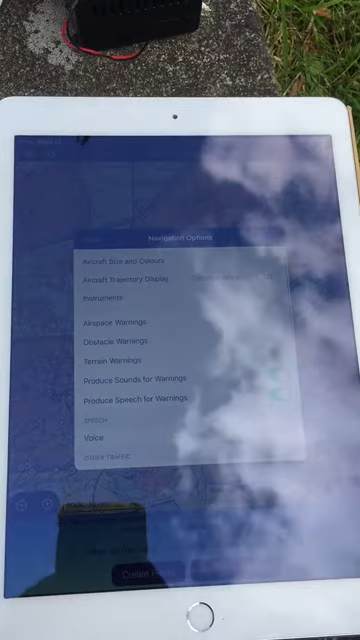 Navigation Options
Aircraft Size and Colours
Aircraft Trajectory Display
Instruments
Airspace Warnings
Obstacle Warnings
Terrain Warnings
Produce Sounds for Warnings
Produce Speech for Warnings
SPEECH
Voice
OTHER TRAFFIC
Create